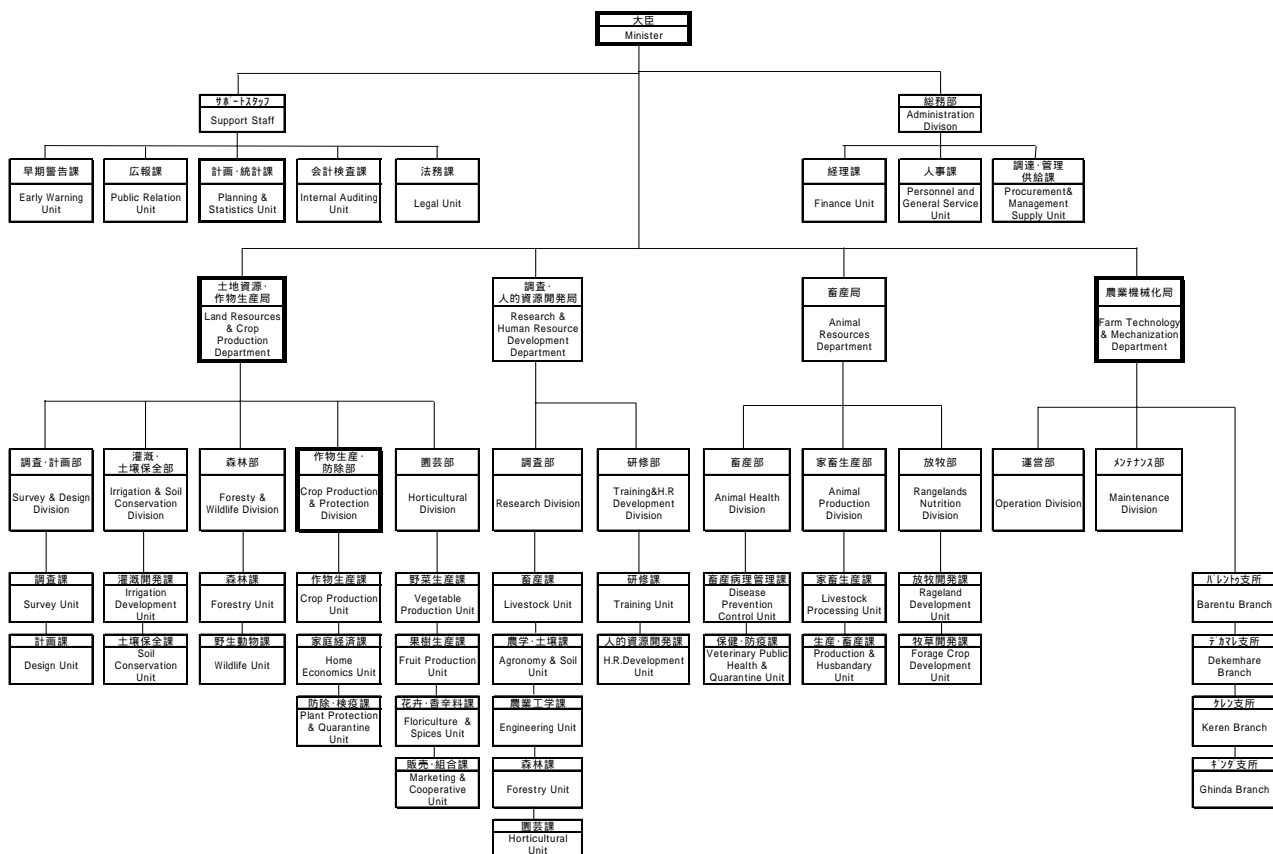 大臣
Minister
サポートスタッフ
Support Staff
総務部
Administration
Divison
早期警告課
Early Warning
Unit
広報課
Public Relation
Unit
計画・統計課
Planning &
Statistics Unit
会計検査課
Internal Auditing
Unit
法務課
Legal Unit
経理課
Finance Unit
人事課
Personnel and
General Service
Unit
調達・管理
供給課
Procurement&
Management
Supply Unit
土地資源・
作物生産局
Land Resources
& Crop
Production
Department
調査・
人的資源開発局
Research &
Human Resource
Development
Department
畜産局
Animal
Resources
Department
農業機械化局
Farm Technology
& Mechanization
Department
調査・計画部
Survey & Design
Division
灌漑・
土壌保全部
Irrigation & Soil
Conservation
Division
森林部
Foresty &
Wildlife Division
作物生産・
防除部
Crop Production
& Protection
Division
園芸部
Horticultural
Division
調査部
Research Division
研修部
Training&H.R
Development
Division
畜産部
Animal Health
Division
家畜生産部
Animal
Production
Division
放牧部
Rangelands
Nutrition
Division
運営部
Operation Division
メンテナンス部
Maintenance
Division
調査課
Survey Unit
計画課
Design Unit
灌漑開発課
Irrigation
Development
Unit
土壌保全課
Soil
Conservation
Unit
森林課
Forestry Unit
野生動物課
Wildlife Unit
作物生産課
Crop Production
Unit
家庭経済課
Home
Economics Unit
防除・検疫課
Plant Protection
& Quarantine
Unit
野菜生産課
Vegetable
Production Unit
果樹生産課
Fruit Production
Unit
花卉・香辛料課
Floriculture &
Spices Unit
販売・組合課
Marketing &
Cooperative
Unit
畜産課
Livestock Unit
農学・土壌課
Agronomy & Soil
Unit
農業工学課
Engineering Unit
森林課
Forestry Unit
園芸課
Horticultural
Unit
研修課
Training Unit
人的資源開発課
H.R.Development
Unit
畜産病理管理課
Disease
Prevention
Control Unit
保健・防疫課
Veterinary Public
Health &
Quarantine Unit
家畜生産課
Livestock
Processing Unit
生産・畜産課
Production &
Husbandary
Unit
放牧開発課
Rageland
Development
Unit
牧草開発課
Forage Crop
Development
Unit
バレントゥ支所
Barentu Branch
デカマレ支所
Dekemhare
Branch
ケレン支所
Keren Branch
ギンダ支所
Ghinda Branch